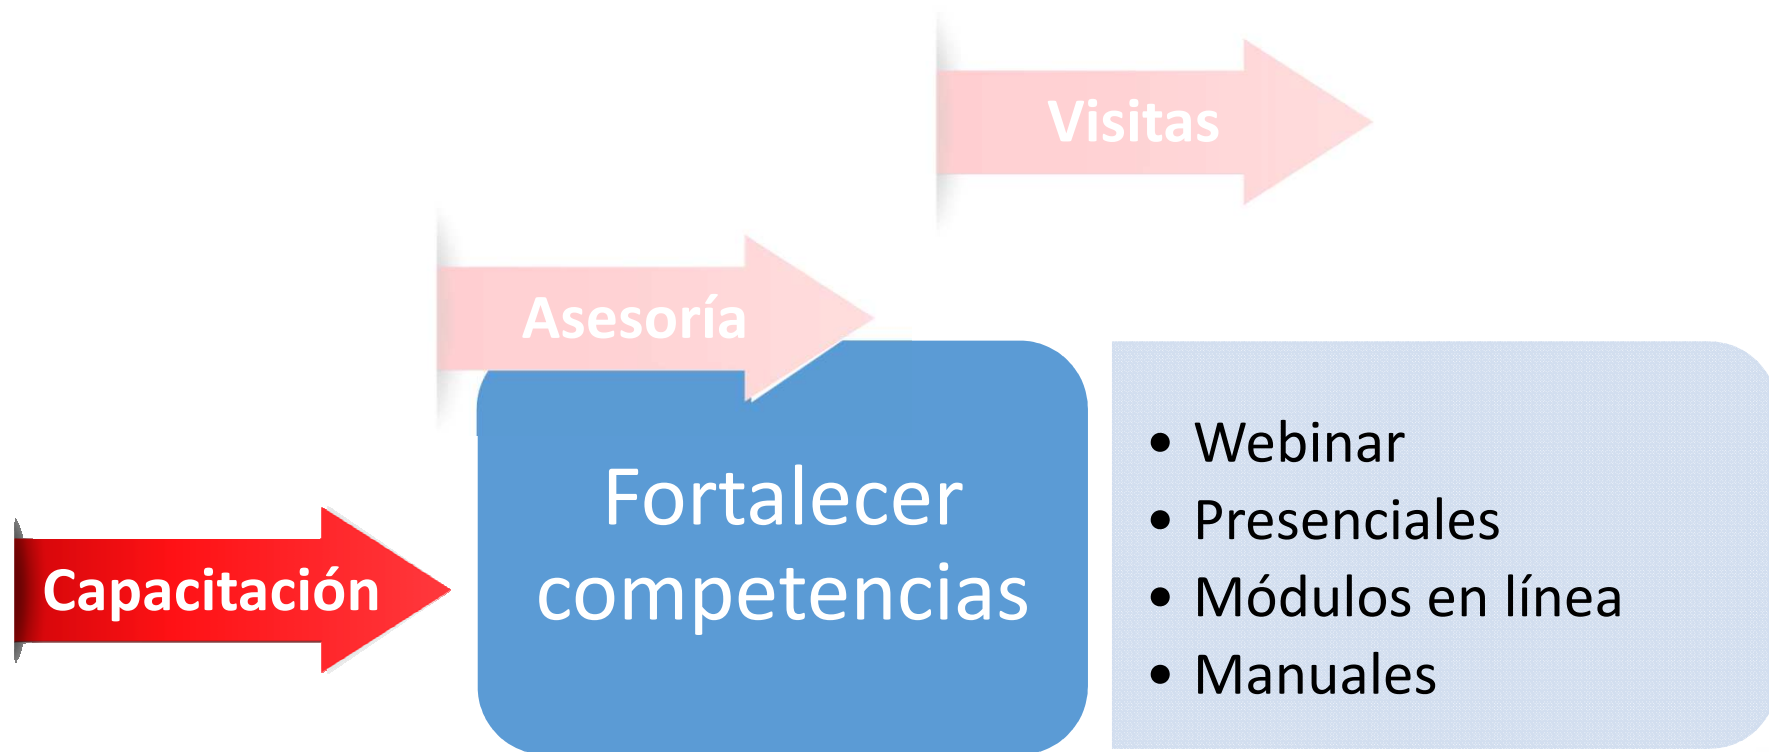 Visitas
Asesoría
Capacitación
Fortalecer
competencias
• Webinar
• Presenciales
• Módulos en línea
• Manuales